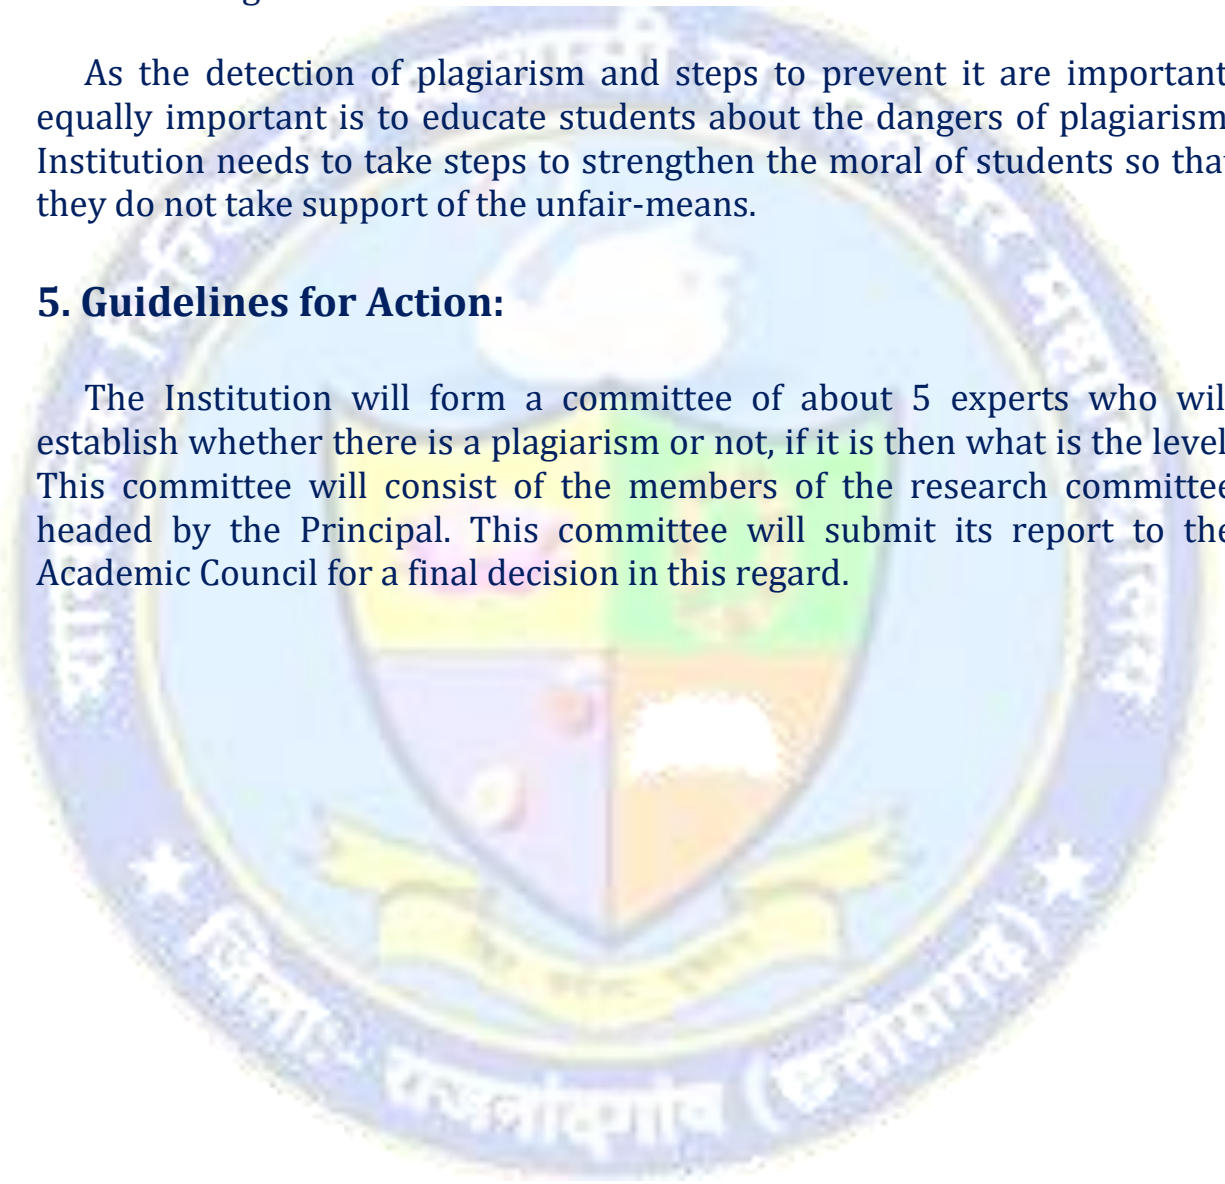 As the detection of plagiarism and steps to prevent it are important
equally important is to educate students about the dangers of plagiarism
Institution needs to take steps to strengthen the moral of students so that
they do not take support of the unfair-means.
5. Guidelines for Action:
The Institution will form a committee of about 5 experts who wil
establish whether there is a plagiarism or not, if it is then what is the level
This committee will consist of the members of the research committee
headed by the Principal. This committee will submit its report to the
Academic Council for a final decision in this regard.
जिला:- राजनांदगांव (छत्तीसगढ़)